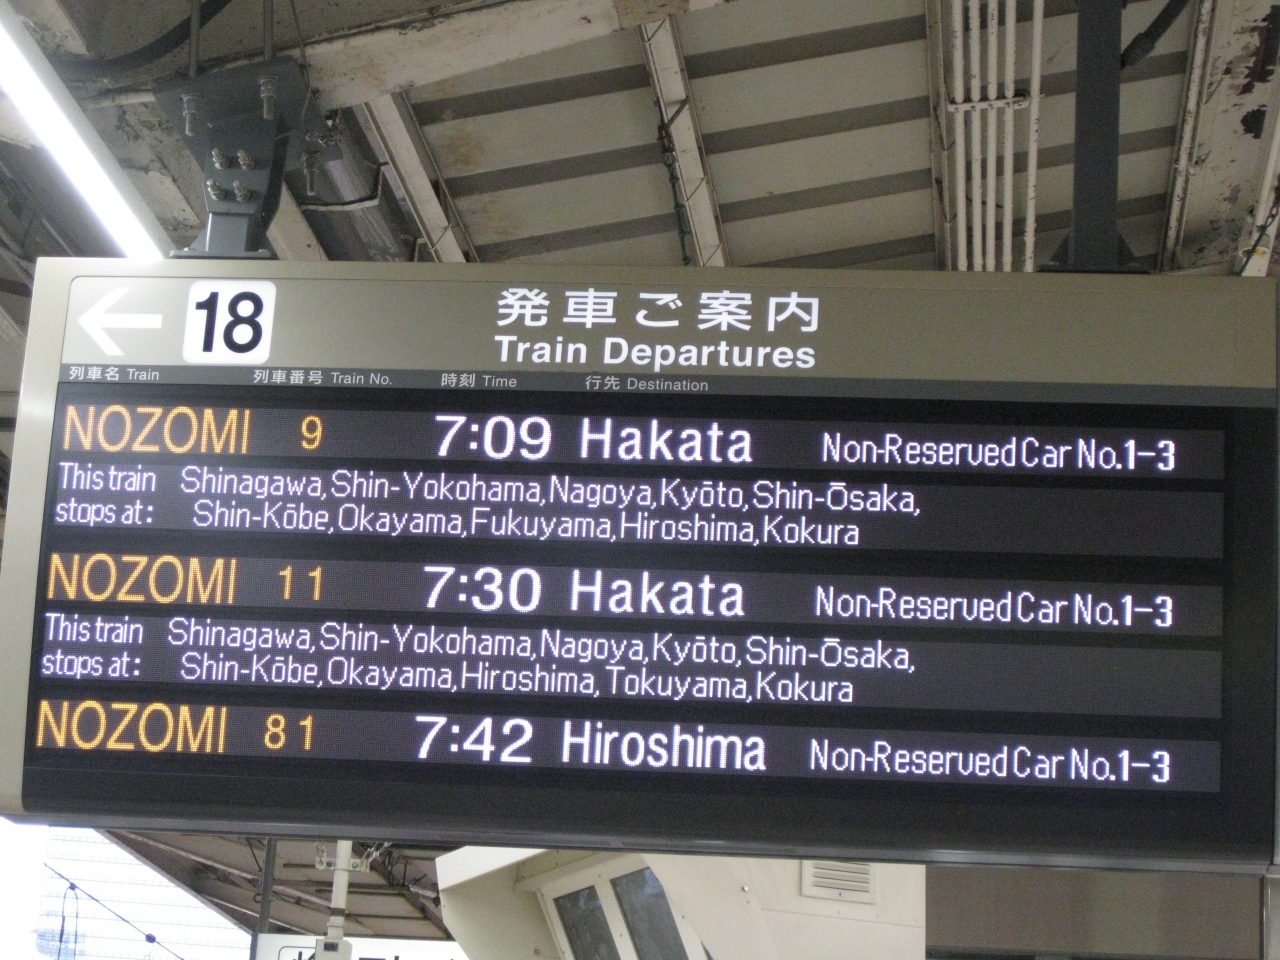 ← 18
発車ご案内
Train Departures
列車名 Train 列車番号 Train No. 時刻 Time 行先 Destination
NOZOMI 9 7:09 Hakata Non-Reserved Car No.1-3
This train Shinagawa,Shin-Yokohama,Nagoya,Kyōto,Shin-Ōsaka,
stops at: Shin-Kōbe,Okayama,Fukuyama,Hiroshima,Kokura
NOZOMI 11 7:30 Hakata Non-Reserved Car No.1-3
This train Shinagawa,Shin-Yokohama,Nagoya,Kyōto,Shin-Ōsaka,
stops at: Shin-Kōbe,Okayama,Hiroshima,Tokuyama,Kokura
NOZOMI 81 7:42 Hiroshima Non-Reserved Car No.1-3